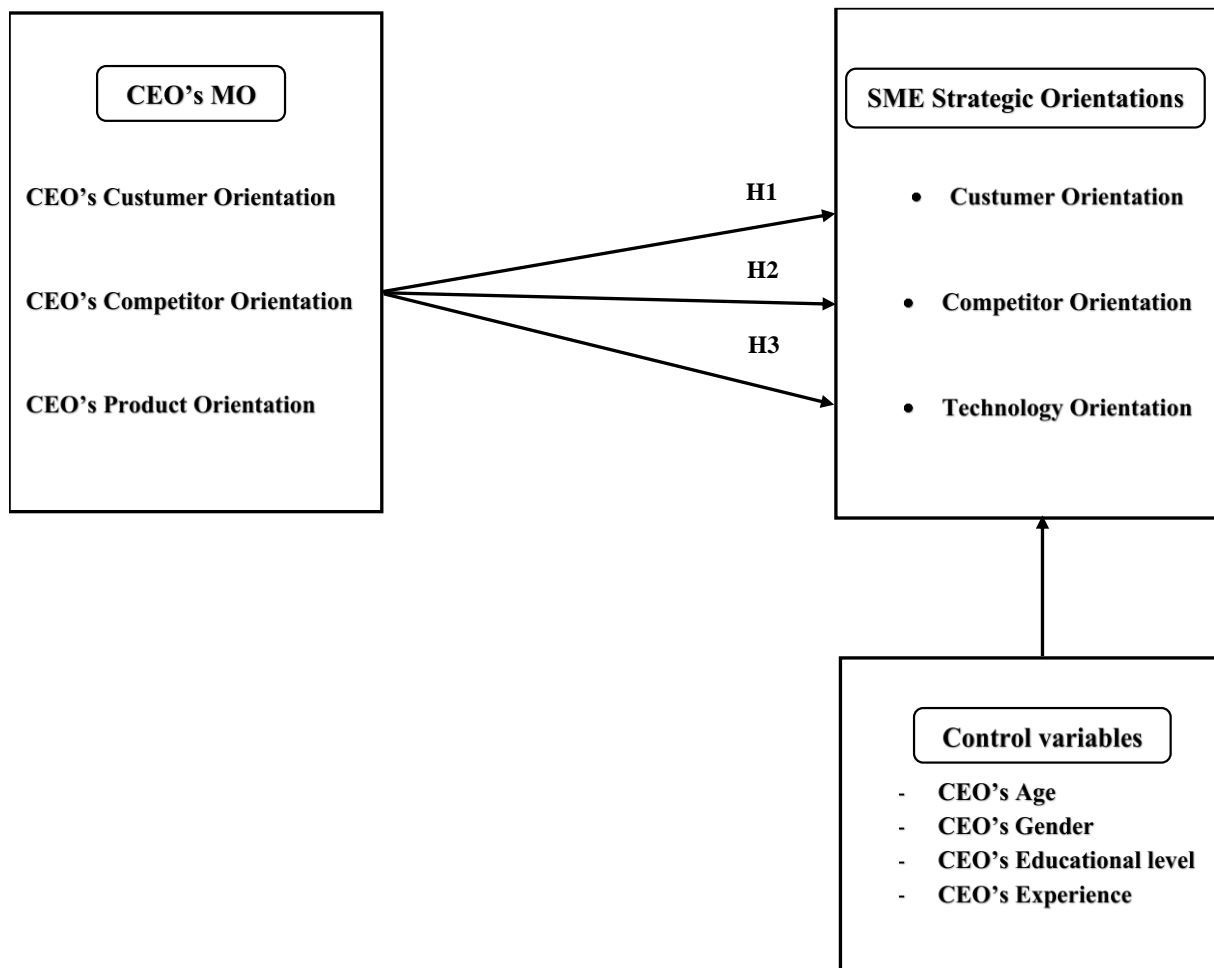 CEO's MO
CEO's Custumer Orientation
CEO's Competitor Orientation
CEO's Product Orientation
H1
H2
H3
SME Strategic Orientations
• Custumer Orientation
• Competitor Orientation
• Technology Orientation
Control variables
- CEO's Age
- CEO's Gender
- CEO's Educational level
- CEO's Experience